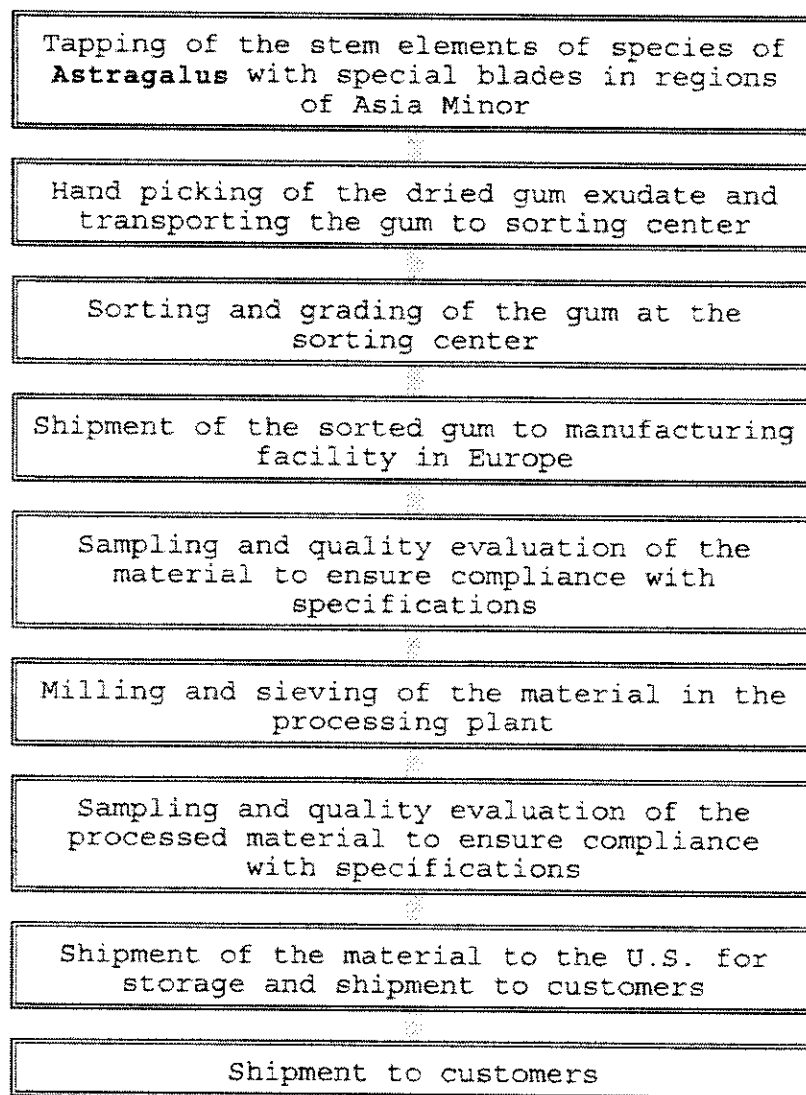 Tapping of the stem elements of species of
Astragalus with special blades in regions
of Asia Minor
Hand picking of the dried gum exudate and
transporting the gum to sorting center
Sorting and grading of the gum at the
sorting center
Shipment of the sorted gum to manufacturing
facility in Europe
Sampling and quality evaluation of the
material to ensure compliance with
specifications
Milling and sieving of the material in the
processing plant
Sampling and quality evaluation of the
processed material to ensure compliance
with specifications
Shipment of the material to the U.S. for
storage and shipment to customers
Shipment to customers